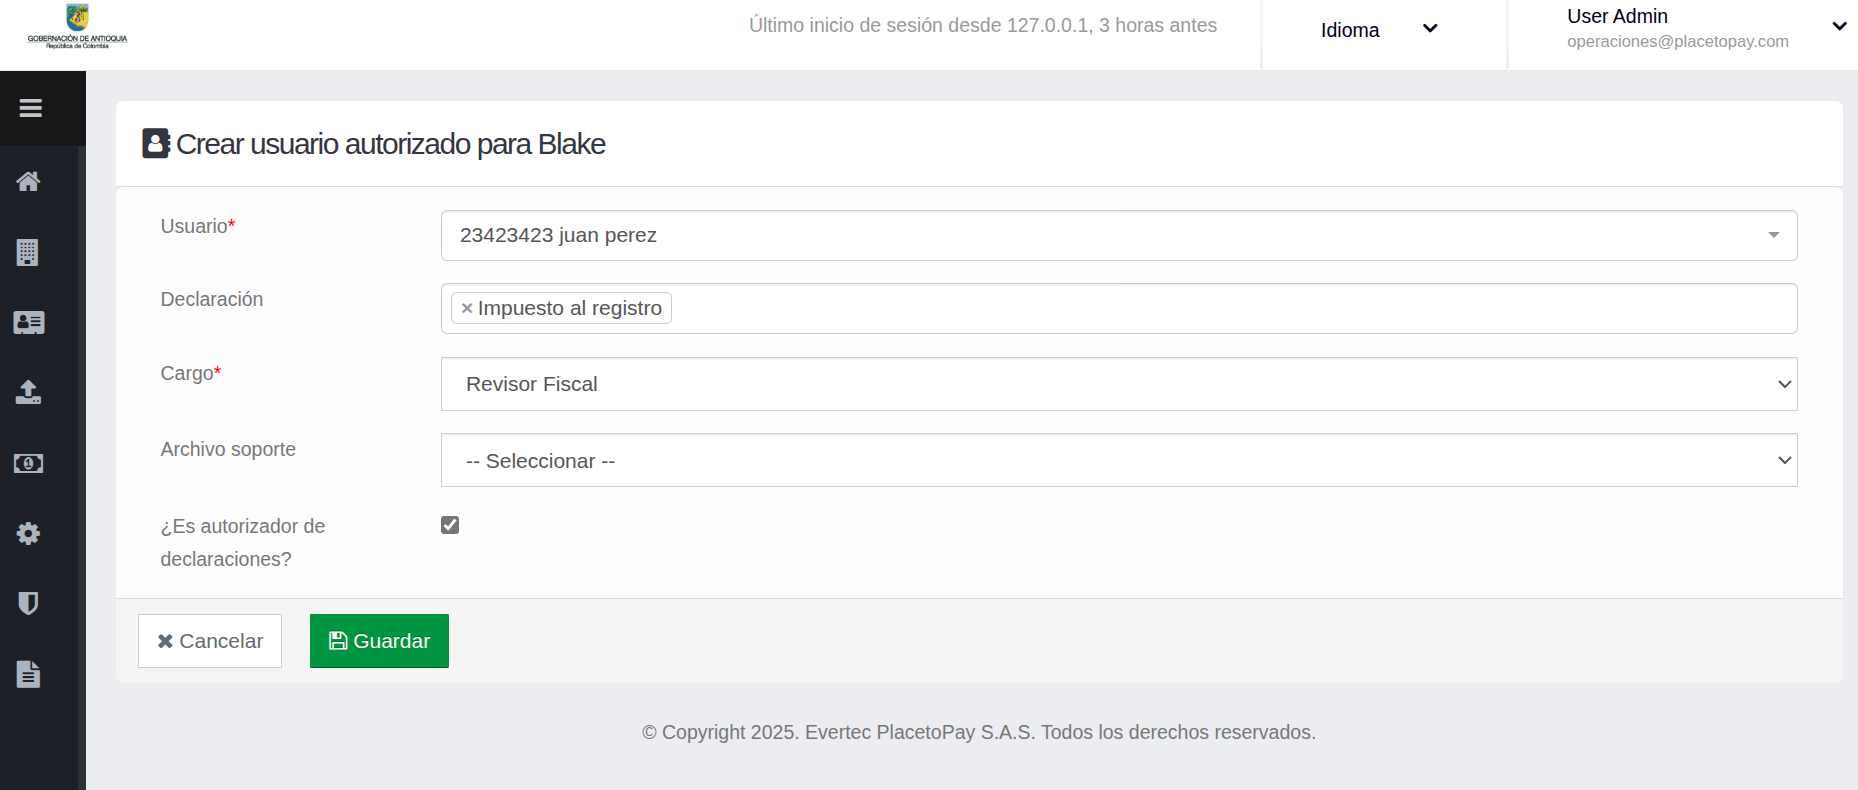 GOBERNACIÓN DE ANTIOQUIA
República de Colombia
Último inicio de sesión desde 127.0.0.1, 3 horas antes
Idioma
User Admin
operaciones@placetopay.com
Crear usuario autorizado para Blake
Usuario*
23423423 juan perez
Declaración
× Impuesto al registro
Cargo*
Revisor Fiscal
Archivo soporte
-- Seleccionar --
¿Es autorizador de
declaraciones?
Cancelar
Guardar
© Copyright 2025. Evertec PlacetoPay S.A.S. Todos los derechos reservados.